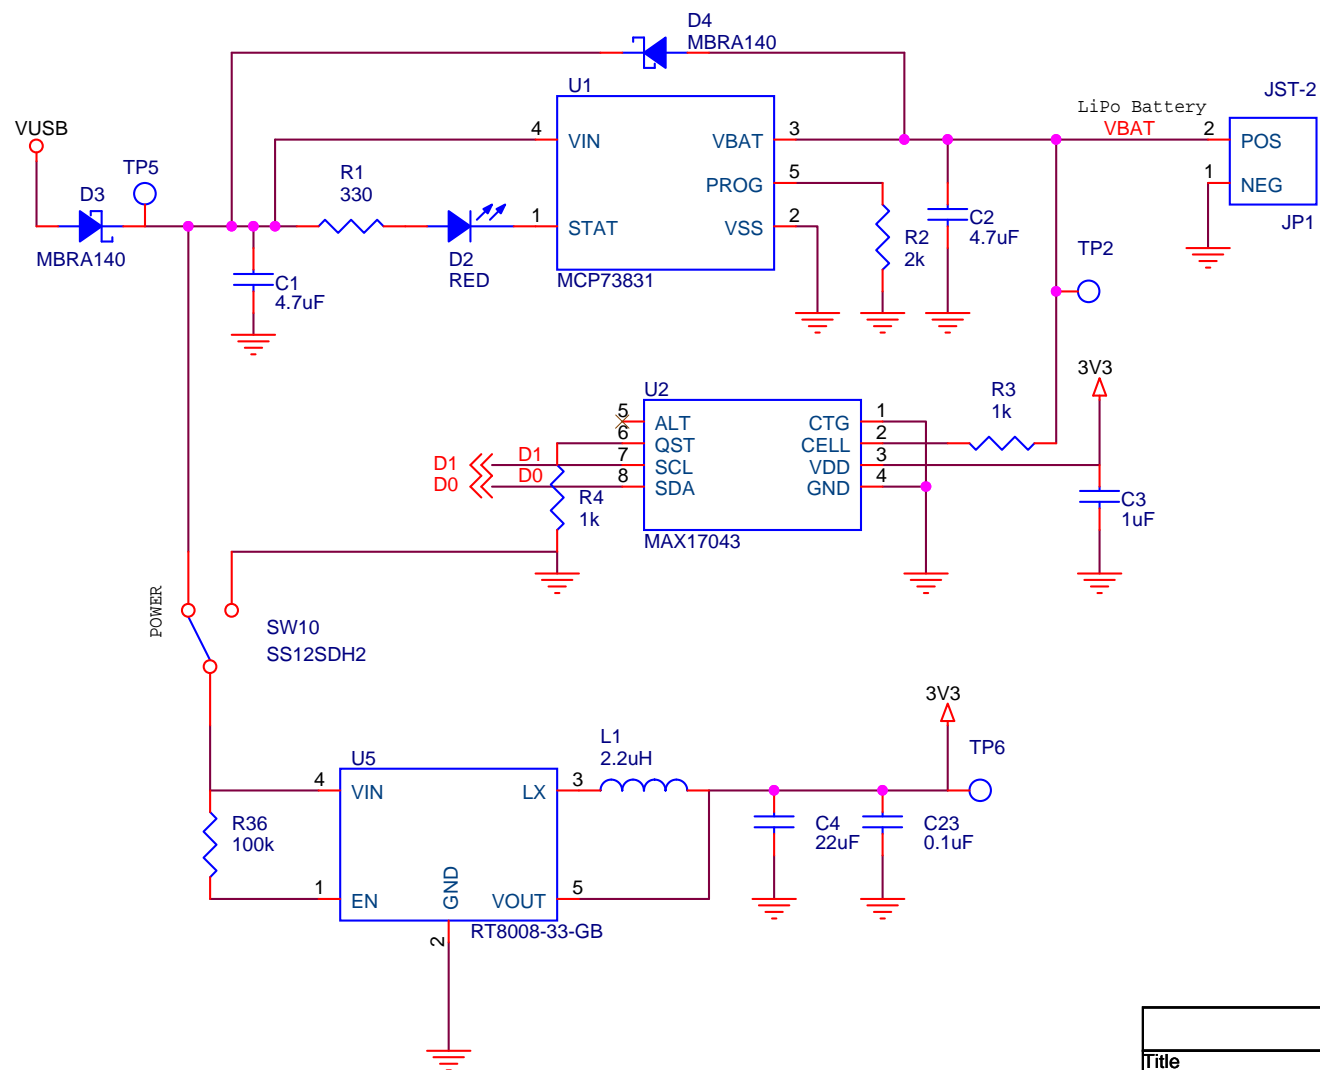 D4
MBRA140
U1
JST-2
LiPo Battery
VUSB
4
VIN
VBAT
3
VBAT
2
POS
TP5
R1
330
PROG
5
1
NEG
D3
1
STAT
VSS
2
C2
4.7uF
JP1
MBRA140
D2
RED
R2
2k
TP2
MCP73831
C1
4.7uF
3V3
U2
R3
1k
5
ALT
CTG
1
6
QST
CELL
2
D1
D1
7
SCL
VDD
3
D0
D0
8
SDA
GND
4
R4
1k
C3
1uF
MAX17043
POWER
SW10
SS12SDH2
3V3
L1
2.2uH
TP6
U5
4
VIN
LX
3
R36
100k
C4
22uF
C23
0.1uF
1
EN
GND
VOUT
5
2
RT8008-33-GB
Title